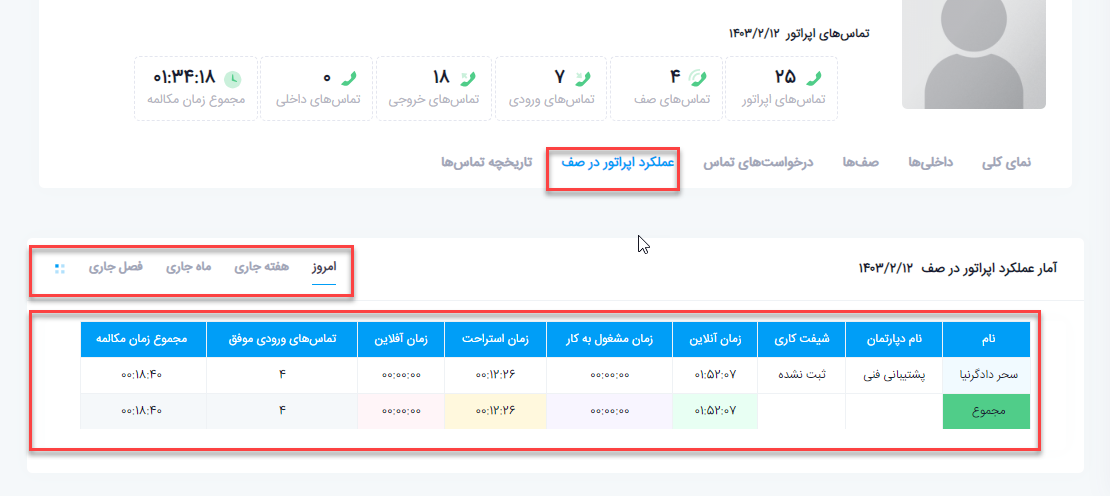 تماس‌های اپراتور ۱۴۰۳/۲/۱۲
۲۵ ۴ ۷ ۱۸ ۰ ۰۱:۳۴:۱۸
تماس‌های اپراتور تماس‌های صف تماس‌های ورودی تماس‌های خروجی تماس‌های داخلی مجموع زمان مکالمه
نمای کلی داخلی‌ها صف‌ها درخواست‌های تماس عملکرد اپراتور در صف تاریخچه تماس‌ها
آمار عملکرد اپراتور در صف ۱۴۰۳/۲/۱۲ امروز هفته جاری ماه جاری فصل جاری
نام نام دپارتمان شیفت کاری زمان آنلاین زمان مشغول به کار زمان استراحت زمان آفلاین تماس‌های ورودی موفق مجموع زمان مکالمه
سحر دادگرنیا پشتیبانی فنی ثبت نشده ۰۱:۵۲:۰۷ ۰۰:۰۰:۰۰ ۰۰:۱۲:۲۶ ۰۰:۰۰:۰۰ ۴ ۰۰:۱۸:۴۰
مجموع ۰۱:۵۲:۰۷ ۰۰:۰۰:۰۰ ۰۰:۱۲:۲۶ ۰۰:۰۰:۰۰ ۴ ۰۰:۱۸:۴۰